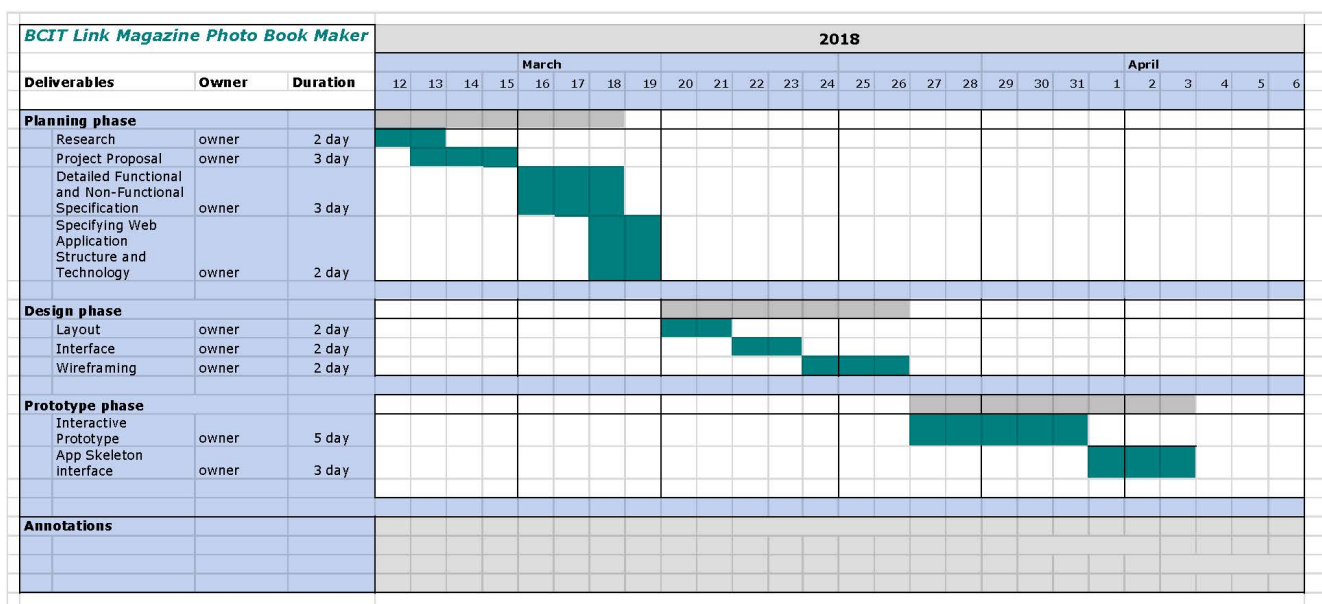 BCIT Link Magazine Photo Book Maker
2018
March April
Deliverables Owner Duration 12 13 14 15 16 17 18 19 20 21 22 23 24 25 26 27 28 29 30 31 1 2 3 4 5 6
Planning phase
Research owner 2 day
Project Proposal owner 3 day
Detailed Functional
and Non-Functional
Specification owner 3 day
Specifying Web
Application
Structure and
Technology owner 2 day
Design phase
Layout owner 2 day
Interface owner 2 day
Wireframing owner 2 day
Prototype phase
Interactive
Prototype owner 5 day
App Skeleton
interface owner 3 day
Annotations